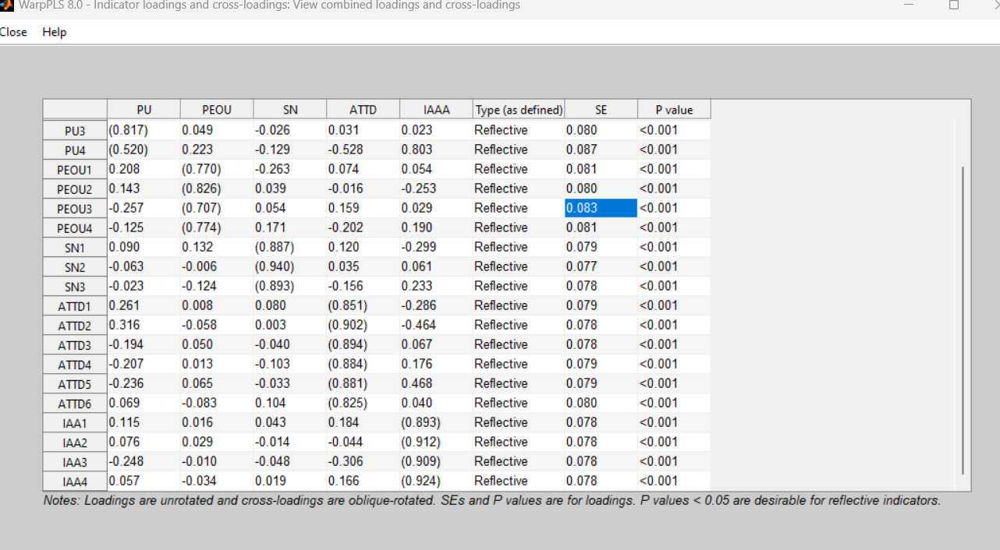 WarpPLS 8.0 - Indicator loadings and cross-loadings: View combined loadings and cross-loadings
Close Help
PU PEOU SN ATTD IAAA Type (as defined) SE P value
PU3 (0.817) 0.049 -0.026 0.031 0.023 Reflective 0.080 <0.001
PU4 (0.520) 0.223 -0.129 -0.528 0.803 Reflective 0.087 <0.001
PEOU1 0.208 (0.770) -0.263 0.074 0.054 Reflective 0.081 <0.001
PEOU2 0.143 (0.826) 0.039 -0.016 -0.253 Reflective 0.080 <0.001
PEOU3 -0.257 (0.707) 0.054 0.159 0.029 Reflective 0.083 <0.001
PEOU4 -0.125 (0.774) 0.171 -0.202 0.190 Reflective 0.081 <0.001
SN1 0.090 0.132 (0.887) 0.120 -0.299 Reflective 0.079 <0.001
SN2 -0.063 -0.006 (0.940) 0.035 0.061 Reflective 0.077 <0.001
SN3 -0.023 -0.124 (0.893) -0.156 0.233 Reflective 0.078 <0.001
ATTD1 0.261 0.008 0.080 (0.851) -0.286 Reflective 0.079 <0.001
ATTD2 0.316 -0.058 0.003 (0.902) -0.464 Reflective 0.078 <0.001
ATTD3 -0.194 0.050 -0.040 (0.894) 0.067 Reflective 0.078 <0.001
ATTD4 -0.207 0.013 -0.103 (0.884) 0.176 Reflective 0.079 <0.001
ATTD5 -0.236 0.065 -0.033 (0.881) 0.468 Reflective 0.079 <0.001
ATTD6 0.069 -0.083 0.104 (0.825) 0.040 Reflective 0.080 <0.001
IAA1 0.115 0.016 0.043 0.184 (0.893) Reflective 0.078 <0.001
IAA2 0.076 0.029 -0.014 -0.044 (0.912) Reflective 0.078 <0.001
IAA3 -0.248 -0.010 -0.048 -0.306 (0.909) Reflective 0.078 <0.001
IAA4 0.057 -0.034 0.019 0.166 (0.924) Reflective 0.078 <0.001
Notes: Loadings are unrotated and cross-loadings are oblique-rotated. SEs and P values are for loadings. P values < 0.05 are desirable for reflective indicators.